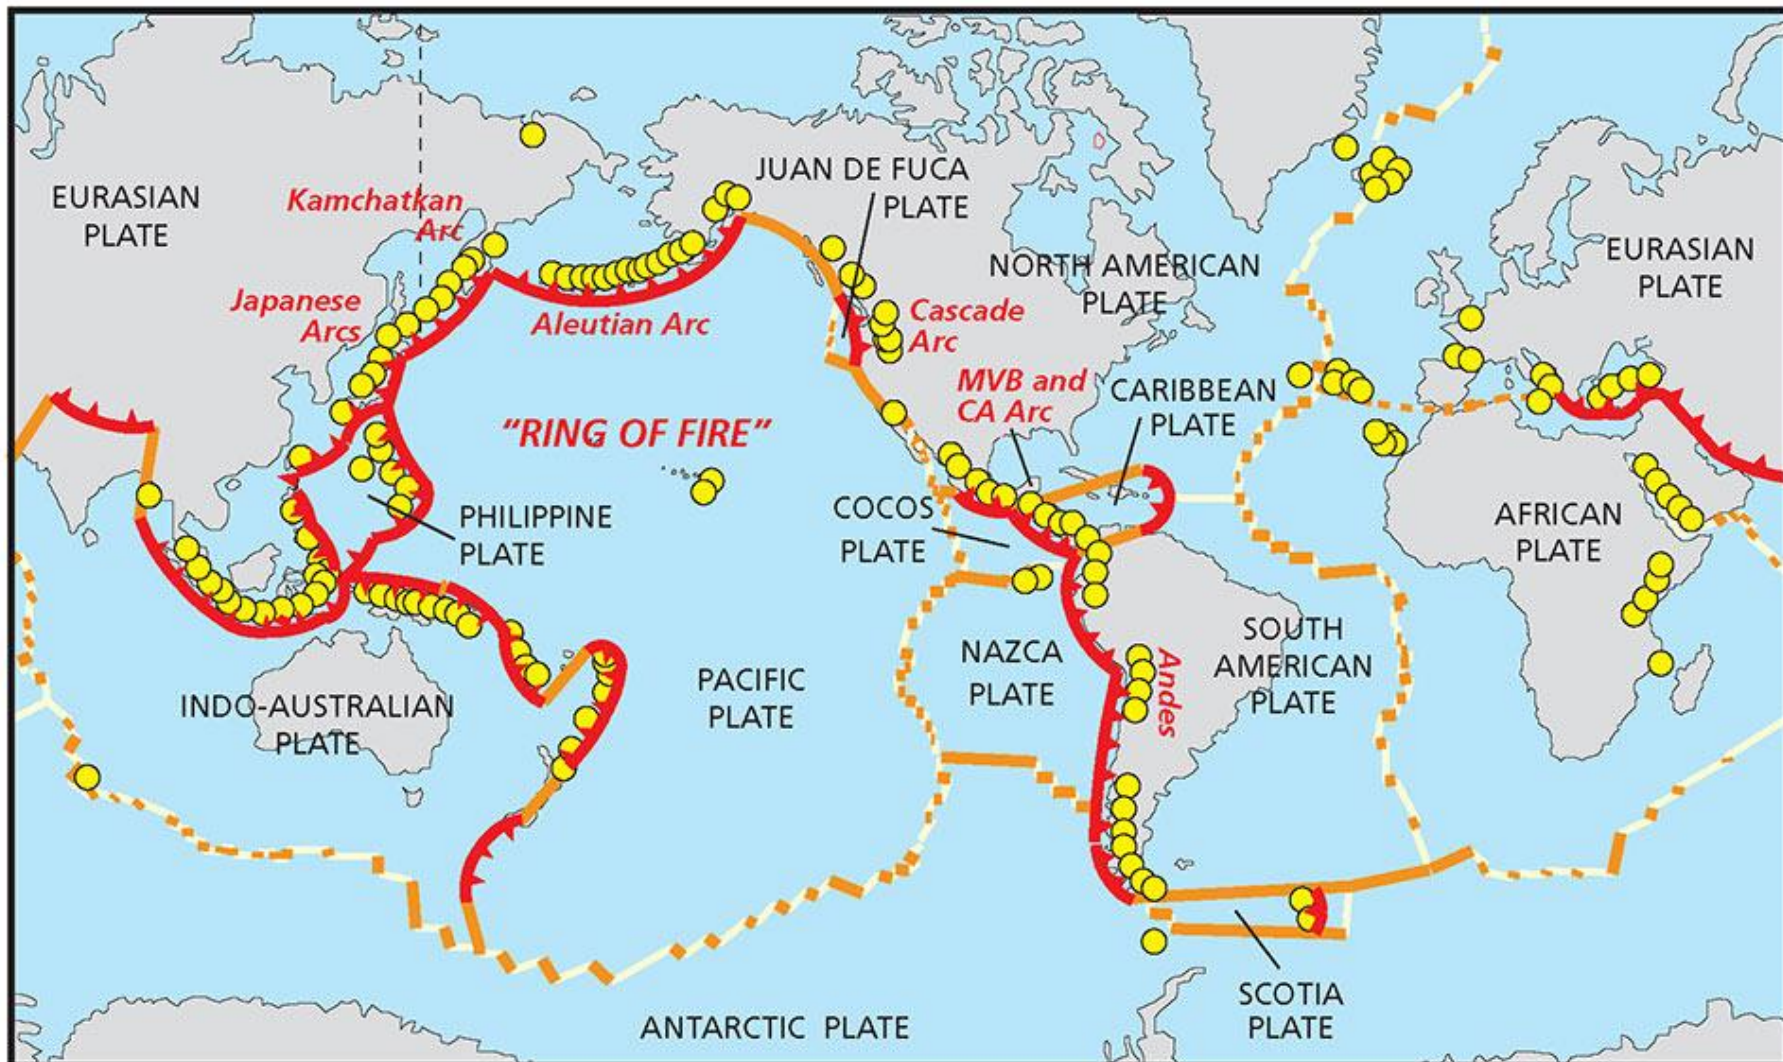 EURASIAN
PLATE
Kamchatkan
Arc
Japanese
Arcs
Aleutian Arc
JUAN DE FUCA
PLATE
NORTH AMERICAN
PLATE
Cascade
Arc
MVB and
CA Arc
CARIBBEAN
PLATE
EURASIAN
PLATE
"RING OF FIRE"
PHILIPPINE
PLATE
COCOS
PLATE
AFRICAN
PLATE
INDO-AUSTRALIAN
PLATE
PACIFIC
PLATE
NAZCA
PLATE
Andes
SOUTH
AMERICAN
PLATE
SCOTIA
PLATE
ANTARCTIC PLATE